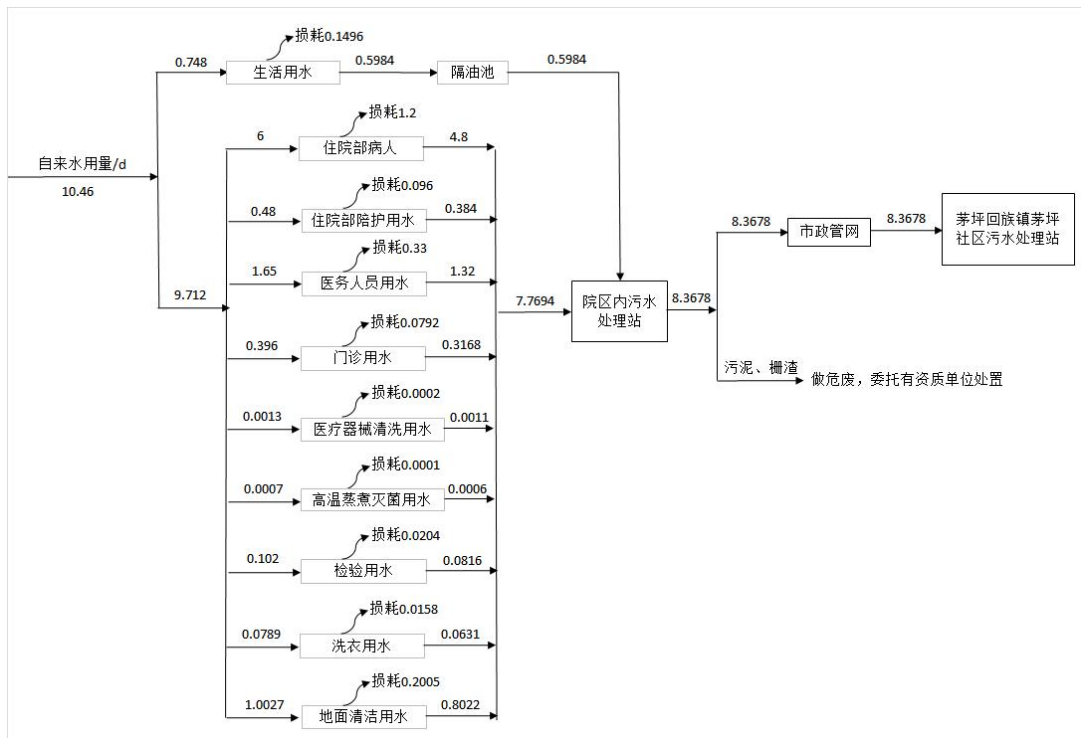 损耗0.1496
0.748
生活用水
0.5984
隔油池
0.5984
损耗1.2
6
住院部病人
4.8
自来水用量/d
10.46
损耗0.096
0.48
住院部陪护用水
0.384
损耗0.33
1.65
医务人员用水
1.32
9.712
损耗0.0792
0.396
门诊用水
0.3168
损耗0.0002
0.0013
医疗器械清洗用水
0.0011
损耗0.0001
0.0007
高温蒸煮灭菌用水
0.0006
损耗0.0204
0.102
检验用水
0.0816
损耗0.0158
0.0789
洗衣用水
0.0631
损耗0.2005
1.0027
地面清洁用水
0.8022
7.7694
院区内污水
处理站
8.3678
8.3678
市政管网
8.3678
茅坪回族镇茅坪
社区污水处理站
污泥、栅渣
做危废，委托有资质单位处置